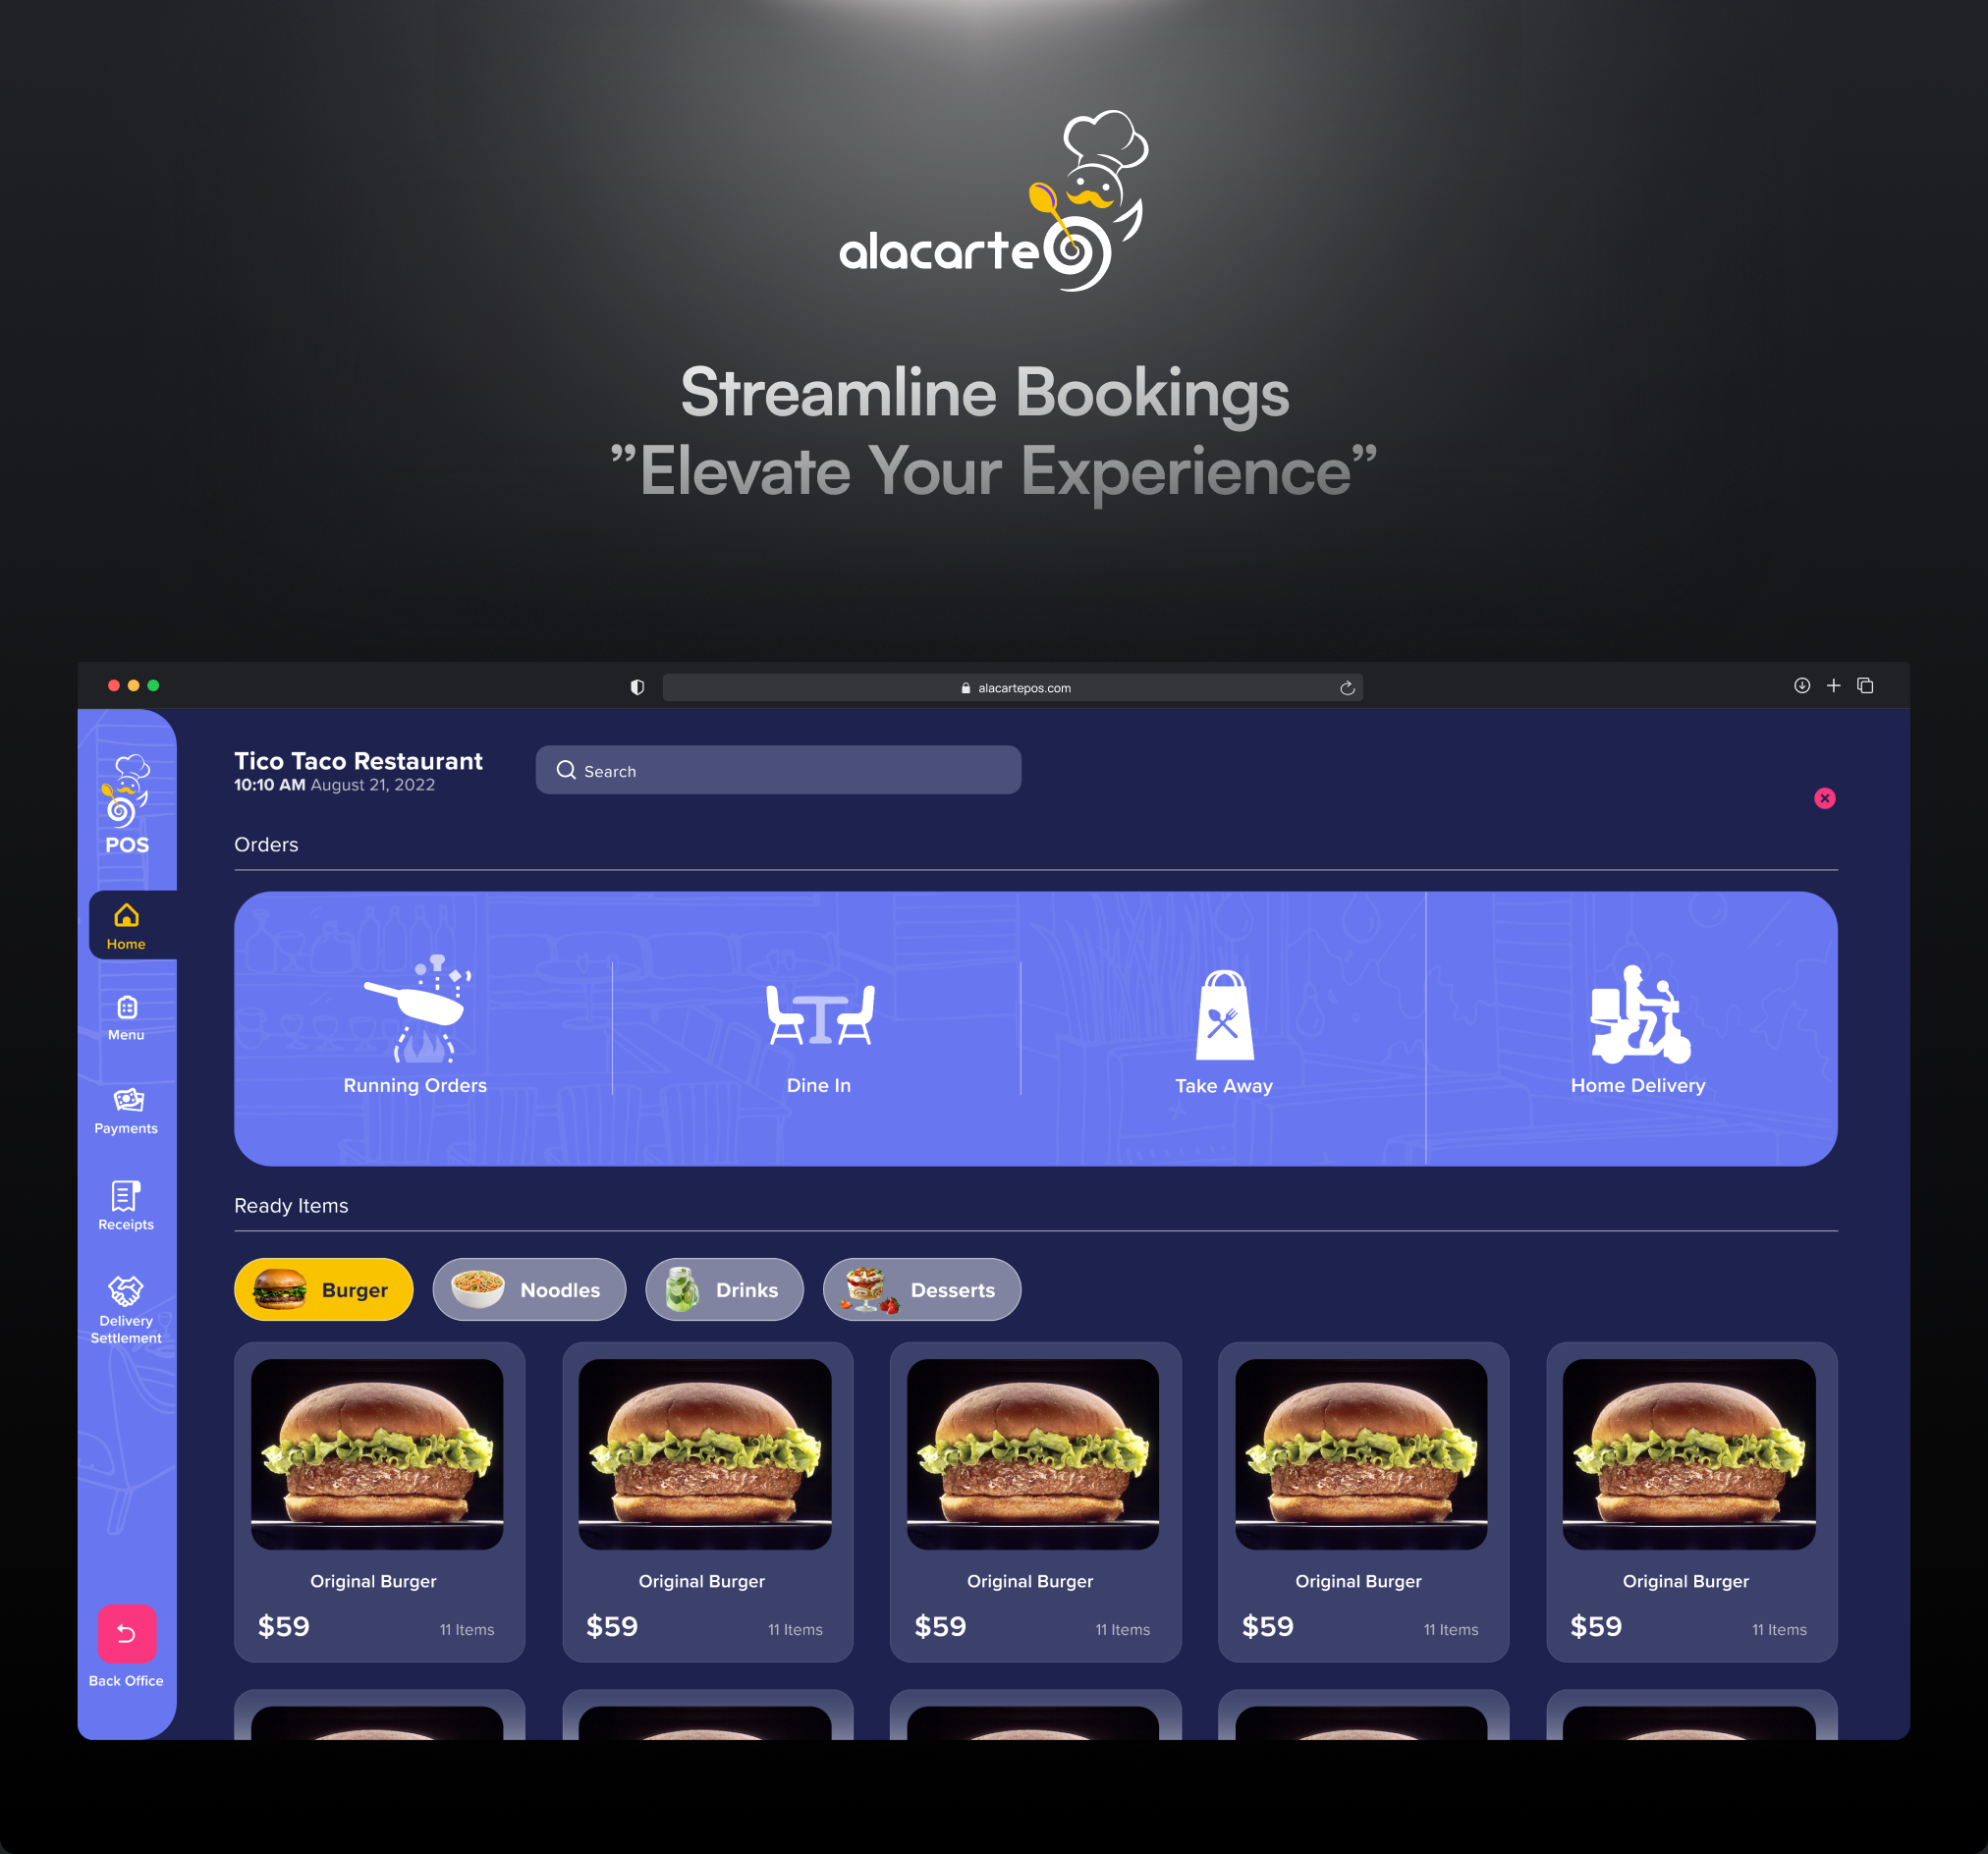 alacarte
Streamline Bookings
”Elevate Your Experience”
alacartepos.com
POS
Home
Menu
Payments
Receipts
Delivery
Settlement
Back Office
Tico Taco Restaurant
10:10 AM August 21, 2022
Search
Orders
Running Orders
Dine In
Take Away
Home Delivery
Ready Items
Burger
Noodles
Drinks
Desserts
Original Burger
$59
11 Items
Original Burger
$59
11 Items
Original Burger
$59
11 Items
Original Burger
$59
11 Items
Original Burger
$59
11 Items